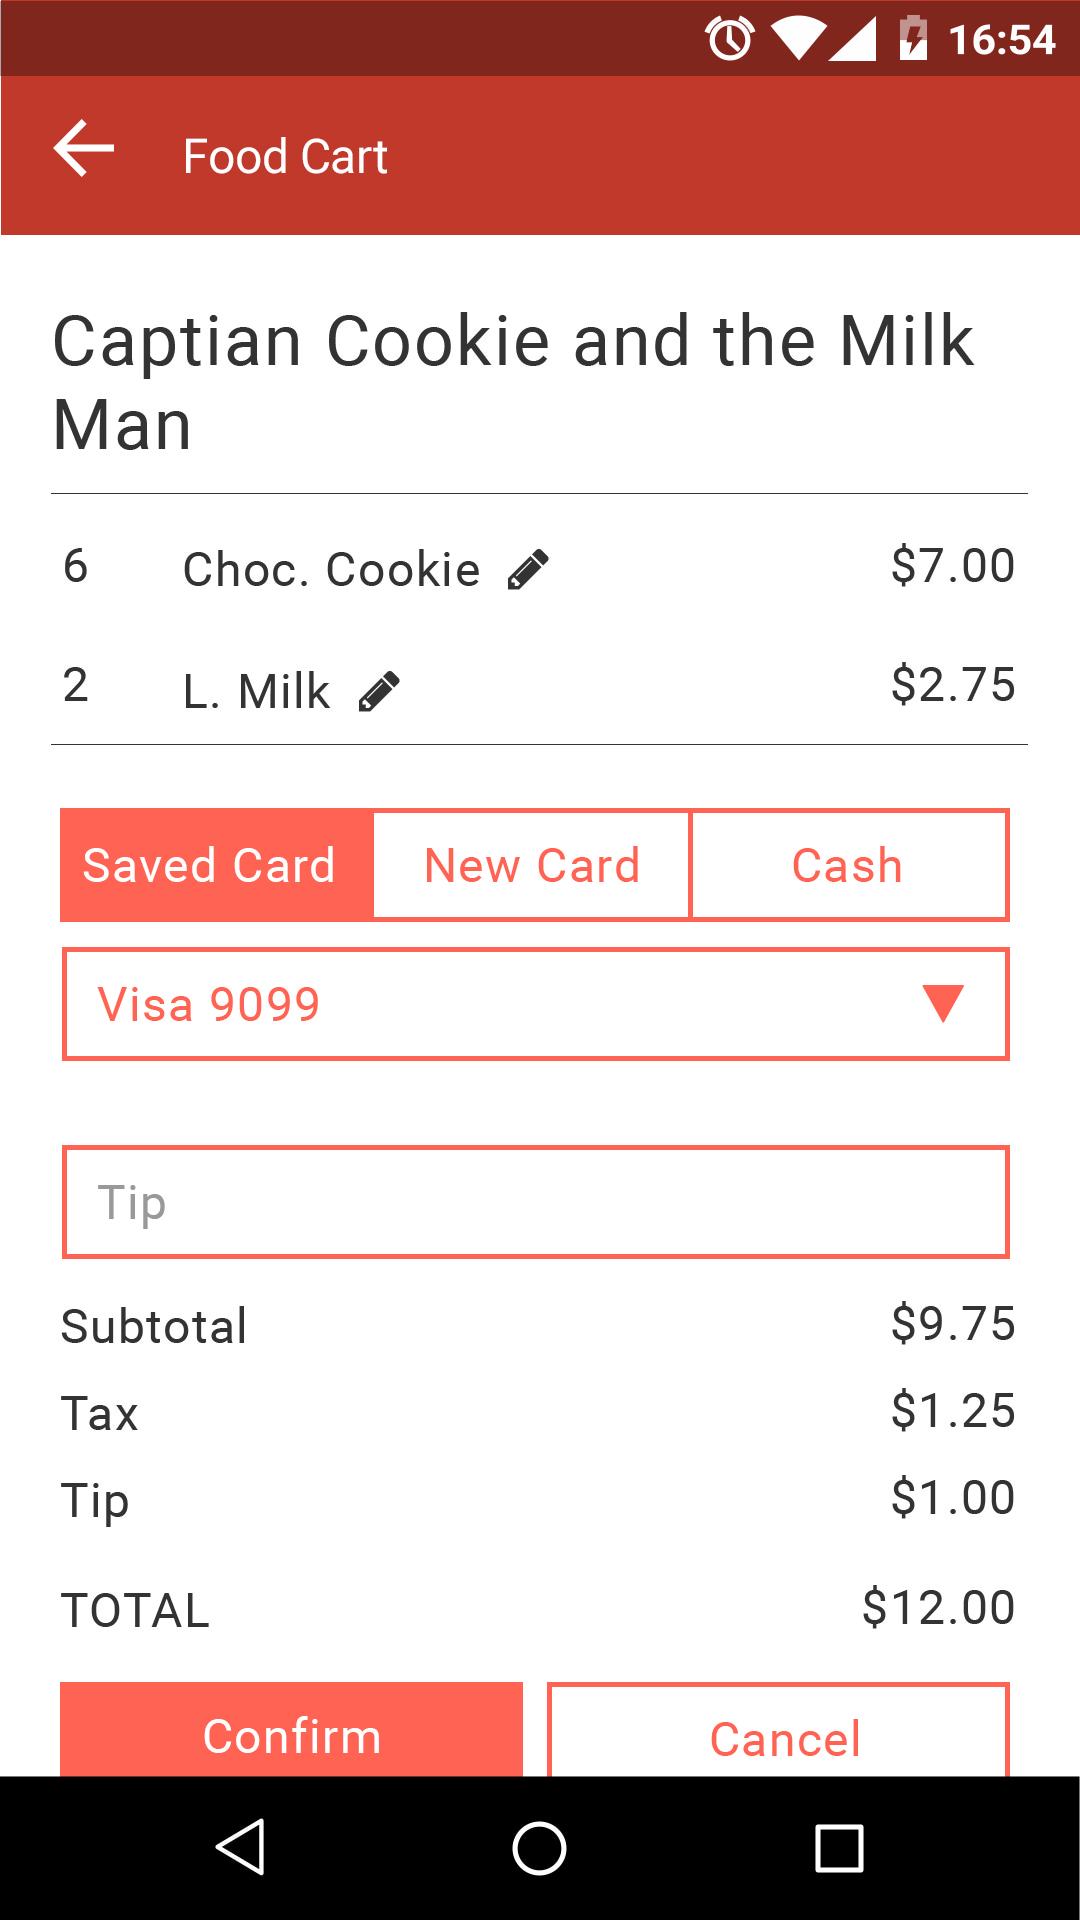 16:54
Food Cart
Captian Cookie and the Milk
Man
6 Choc. Cookie $7.00
2 L. Milk $2.75
Saved Card New Card Cash
Visa 9099
Tip
Subtotal $9.75
Tax $1.25
Tip $1.00
TOTAL $12.00
Confirm Cancel